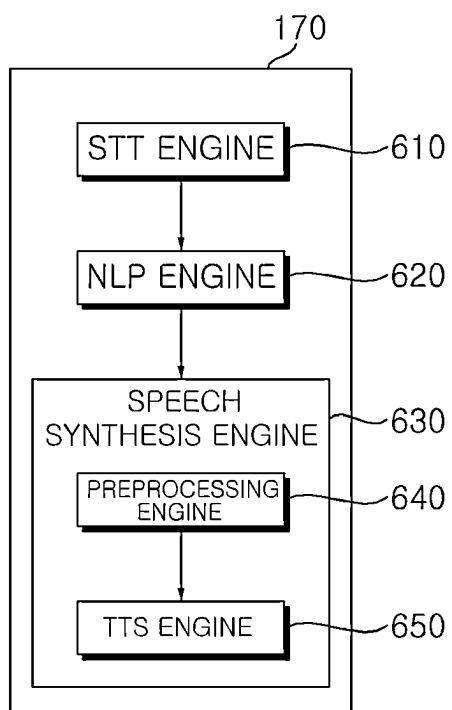 170
STT ENGINE
610
NLP ENGINE
620
SPEECH
SYNTHESIS ENGINE
630
PREPROCESSING
ENGINE
640
TTS ENGINE
650